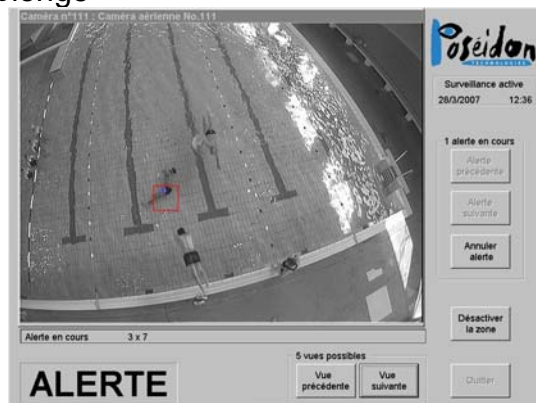 Caméra n°111 : Caméra aérienne No.111
Poséidon
TECHNOLOGIES
Surveillance active
28/3/2007 12:36
1 alerte en cours
Alerte
précédente
Alerte
suivante
Annuler
alerte
Désactiver
la zone
Alerte en cours 3 x 7
ALERTE
5 vues possibles
Vue
précédente
Vue
suivante
Quitter